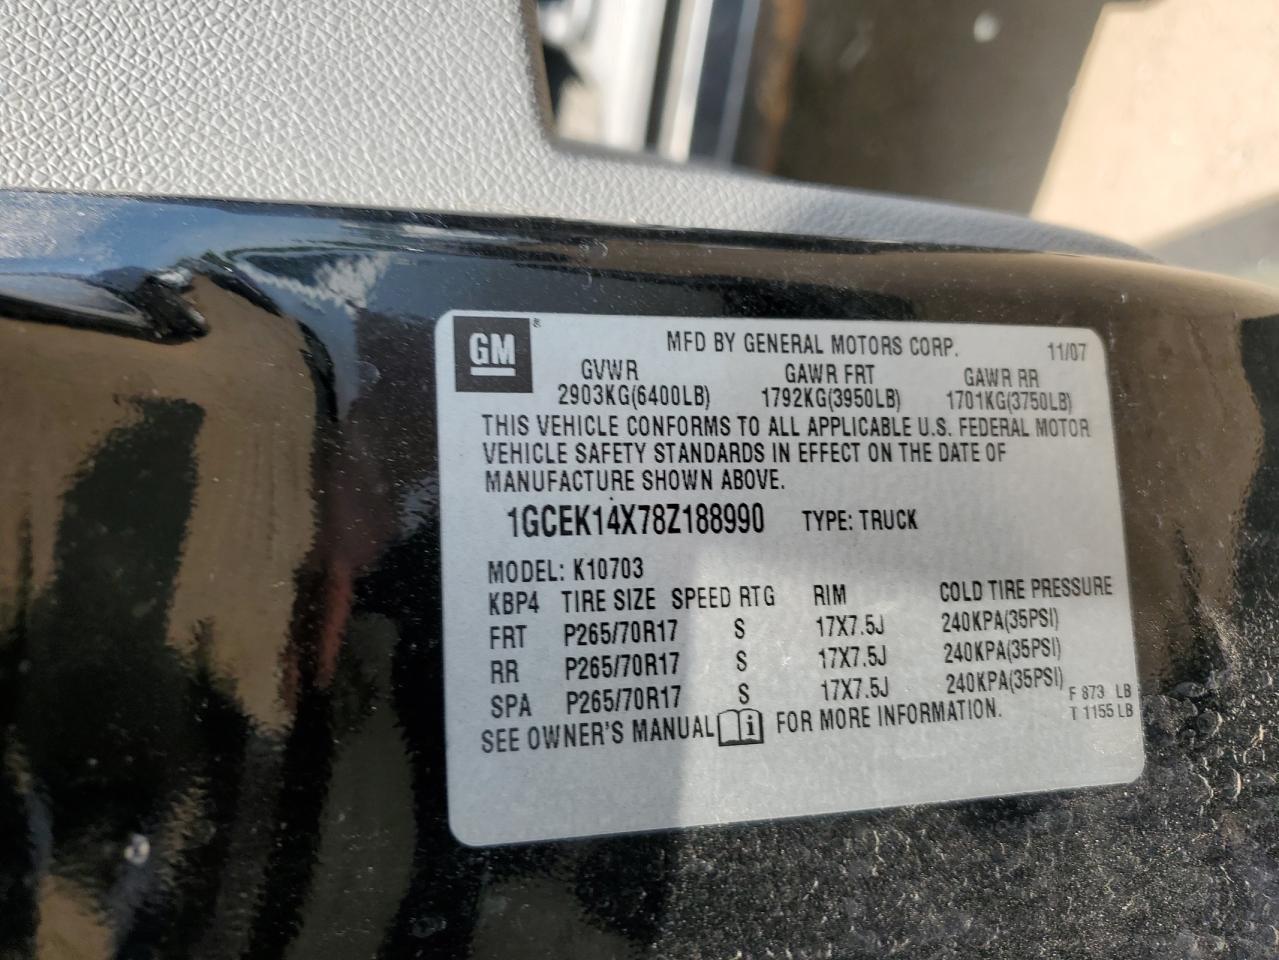 GM ® MFD BY GENERAL MOTORS CORP. 11/07
GVWR GAWR FRT GAWR RR
2903KG(6400LB) 1792KG(3950LB) 1701KG(3750LB)
THIS VEHICLE CONFORMS TO ALL APPLICABLE U.S. FEDERAL MOTOR
VEHICLE SAFETY STANDARDS IN EFFECT ON THE DATE OF
MANUFACTURE SHOWN ABOVE.
1GCEK14X78Z188990 TYPE: TRUCK
MODEL: K10703
KBP4 TIRE SIZE SPEED RTG RIM COLD TIRE PRESSURE
FRT P265/70R17 S 17X7.5J 240KPA(35PSI)
RR P265/70R17 S 17X7.5J 240KPA(35PSI)
SPA P265/70R17 S 17X7.5J 240KPA(35PSI) F 873 LB
SEE OWNER'S MANUAL i FOR MORE INFORMATION. T 1155 LB